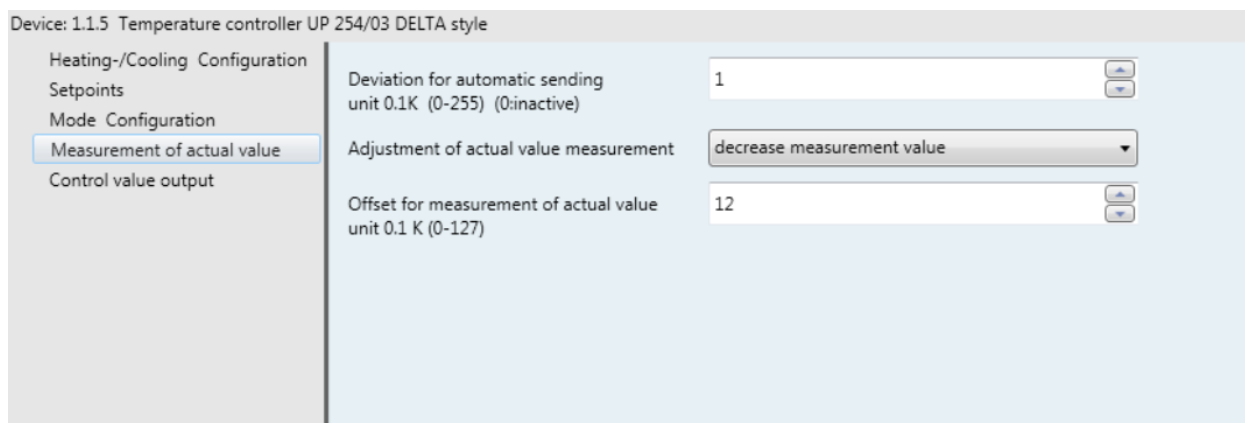 Device: 1.1.5  Temperature controller UP 254/03 DELTA style
Heating-/Cooling  Configuration
Setpoints
Mode  Configuration
Measurement of actual value
Control value output
Deviation for automatic sending
unit 0.1K  (0-255)  (0:inactive)
1
Adjustment of actual value measurement
decrease measurement value
Offset for measurement of actual value
unit 0.1 K (0-127)
12